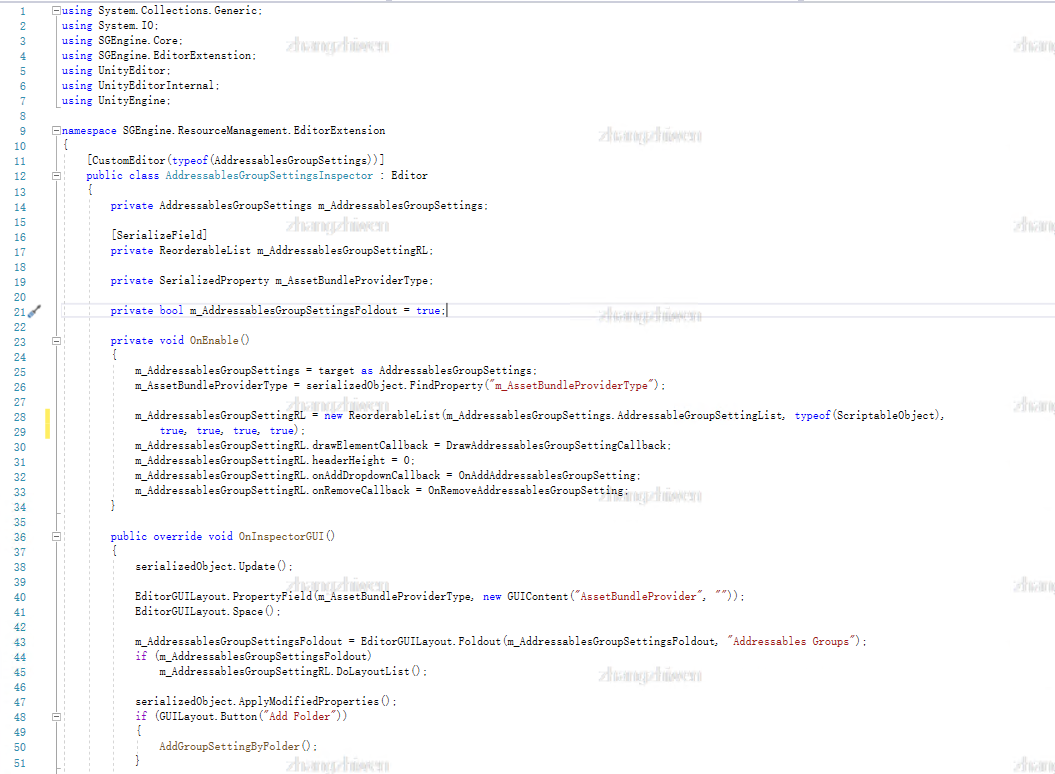 1 using System.Collections.Generic;
2 using System.IO;
3 using SGEngine.Core;
4 using SGEngine.EditorExtenstion;
5 using UnityEditor;
6 using UnityEditorInternal;
7 using UnityEngine;
8
9 namespace SGEngine.ResourceManagement.EditorExtension
10 {
11 [CustomEditor(typeof(AddressablesGroupSettings))]
12 public class AddressablesGroupSettingsInspector : Editor
13 {
14 private AddressablesGroupSettings m_AddressablesGroupSettings;
15
16 [SerializeField]
17 private ReorderableList m_AddressablesGroupSettingRL;
18
19 private SerializedProperty m_AssetBundleProviderType;
20
21 private bool m_AddressablesGroupSettingsFoldout = true;
22
23 private void OnEnable()
24 {
25 m_AddressablesGroupSettings = target as AddressablesGroupSettings;
26 m_AssetBundleProviderType = serializedObject.FindProperty("m_AssetBundleProviderType");
27
28 m_AddressablesGroupSettingRL = new ReorderableList(m_AddressablesGroupSettings.AddressableGroupSettingList, typeof(ScriptableObject),
29 true, true, true, true);
30 m_AddressablesGroupSettingRL.drawElementCallback = DrawAddressablesGroupSettingCallback;
31 m_AddressablesGroupSettingRL.headerHeight = 0;
32 m_AddressablesGroupSettingRL.onAddDropdownCallback = OnAddAddressablesGroupSetting;
33 m_AddressablesGroupSettingRL.onRemoveCallback = OnRemoveAddressablesGroupSetting;
34 }
35
36 public override void OnInspectorGUI()
37 {
38 serializedObject.Update();
39
40 EditorGUILayout.PropertyField(m_AssetBundleProviderType, new GUIContent("AssetBundleProvider", ""));
41 EditorGUILayout.Space();
42
43 m_AddressablesGroupSettingsFoldout = EditorGUILayout.Foldout(m_AddressablesGroupSettingsFoldout, "Addressables Groups");
44 if (m_AddressablesGroupSettingsFoldout)
45 m_AddressablesGroupSettingRL.DoLayoutList();
46
47 serializedObject.ApplyModifiedProperties();
48 if (GUILayout.Button("Add Folder"))
49 {
50 AddGroupSettingByFolder();
51 }